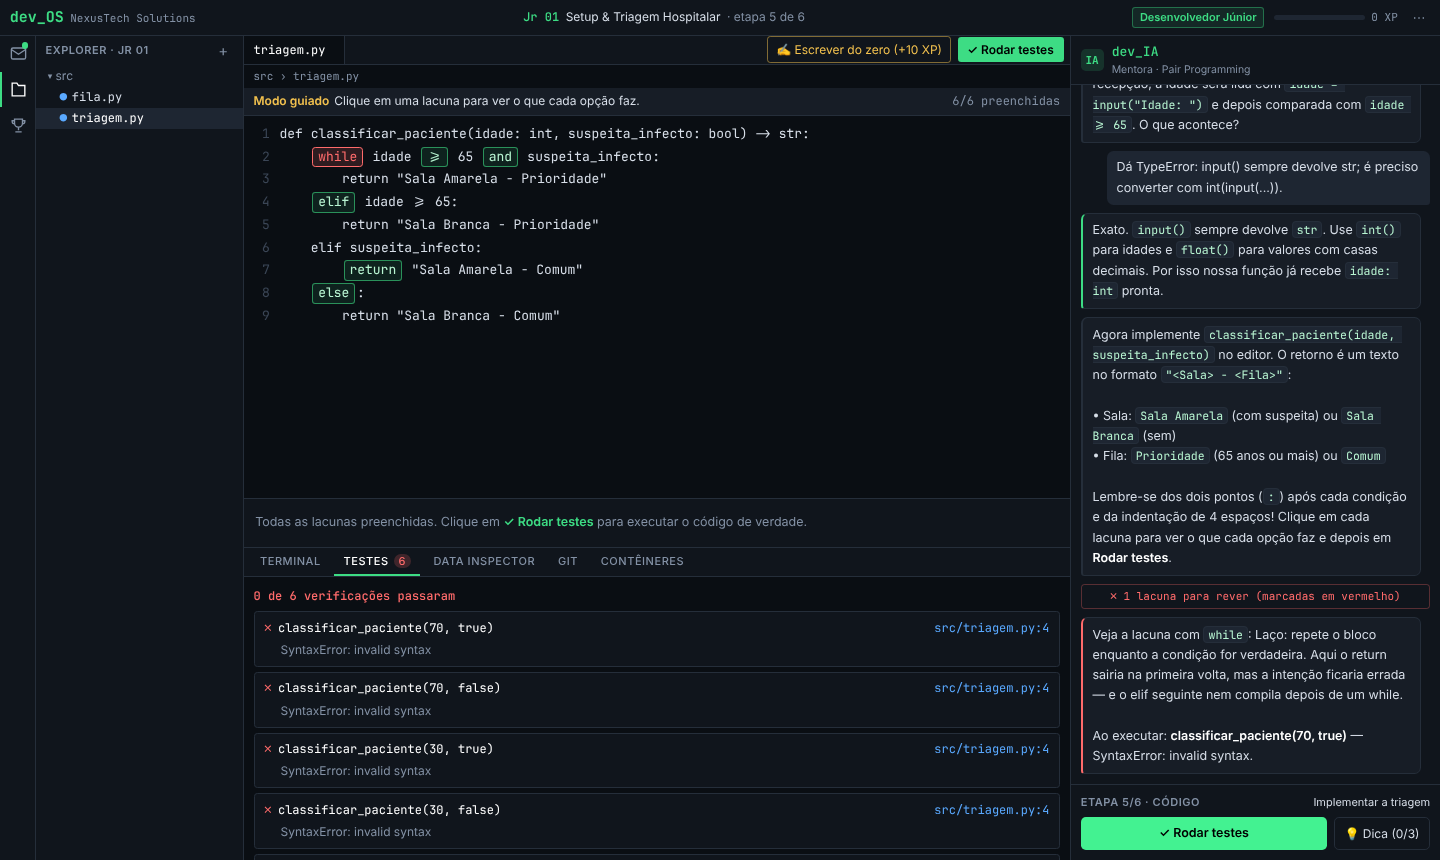 dev_OS NexusTech Solutions
Jr 01 Setup & Triagem Hospitalar · etapa 5 de 6
Desenvolvedor Júnior 0 XP ...
EXPLORER · JR 01 +
▾ src
fila.py
triagem.py
triagem.py
✍️ Escrever do zero (+10 XP)
✓ Rodar testes
src › triagem.py
Modo guiado Clique em uma lacuna para ver o que cada opção faz. 6/6 preenchidas
1 def classificar_paciente(idade: int, suspeita_infecto: bool) -> str:
2 while idade >= 65 and suspeita_infecto:
3 return "Sala Amarela - Prioridade"
4 elif idade >= 65:
5 return "Sala Branca - Prioridade"
6 elif suspeita_infecto:
7 return "Sala Amarela - Comum"
8 else :
9 return "Sala Branca - Comum"
Todas as lacunas preenchidas. Clique em ✓ Rodar testes para executar o código de verdade.
TERMINAL TESTES 6 DATA INSPECTOR GIT CONTÊINERES
0 de 6 verificações passaram
× classificar_paciente(70, true) src/triagem.py:4
SyntaxError: invalid syntax
× classificar_paciente(70, false) src/triagem.py:4
SyntaxError: invalid syntax
× classificar_paciente(30, true) src/triagem.py:4
SyntaxError: invalid syntax
× classificar_paciente(30, false) src/triagem.py:4
SyntaxError: invalid syntax
IA dev_IA
Mentora · Pair Programming
recepção, a idade será lida com idade =
input("Idade: ") e depois comparada com idade
>= 65. O que acontece?
Dá TypeError: input() sempre devolve str; é preciso
converter com int(input(...)).
Exato. input() sempre devolve str. Use int()
para idades e float() para valores com casas
decimais. Por isso nossa função já recebe idade:
int pronta.
Agora implemente classificar_paciente(idade,
suspeita_infecto) no editor. O retorno é um texto
no formato "<Sala> - <Fila>":
• Sala: Sala Amarela (com suspeita) ou Sala
Branca (sem)
• Fila: Prioridade (65 anos ou mais) ou Comum
Lembre-se dos dois pontos (:) após cada condição
e da indentação de 4 espaços! Clique em cada
lacuna para ver o que cada opção faz e depois em
Rodar testes.
× 1 lacuna para rever (marcadas em vermelho)
Veja a lacuna com while: Laço: repete o bloco
enquanto a condição for verdadeira. Aqui o return
sairia na primeira volta, mas a intenção ficaria errada
— e o elif seguinte nem compila depois de um while.
Ao executar: classificar_paciente(70, true) —
SyntaxError: invalid syntax.
ETAPA 5/6 · CÓDIGO Implementar a triagem
✓ Rodar testes
💡 Dica (0/3)